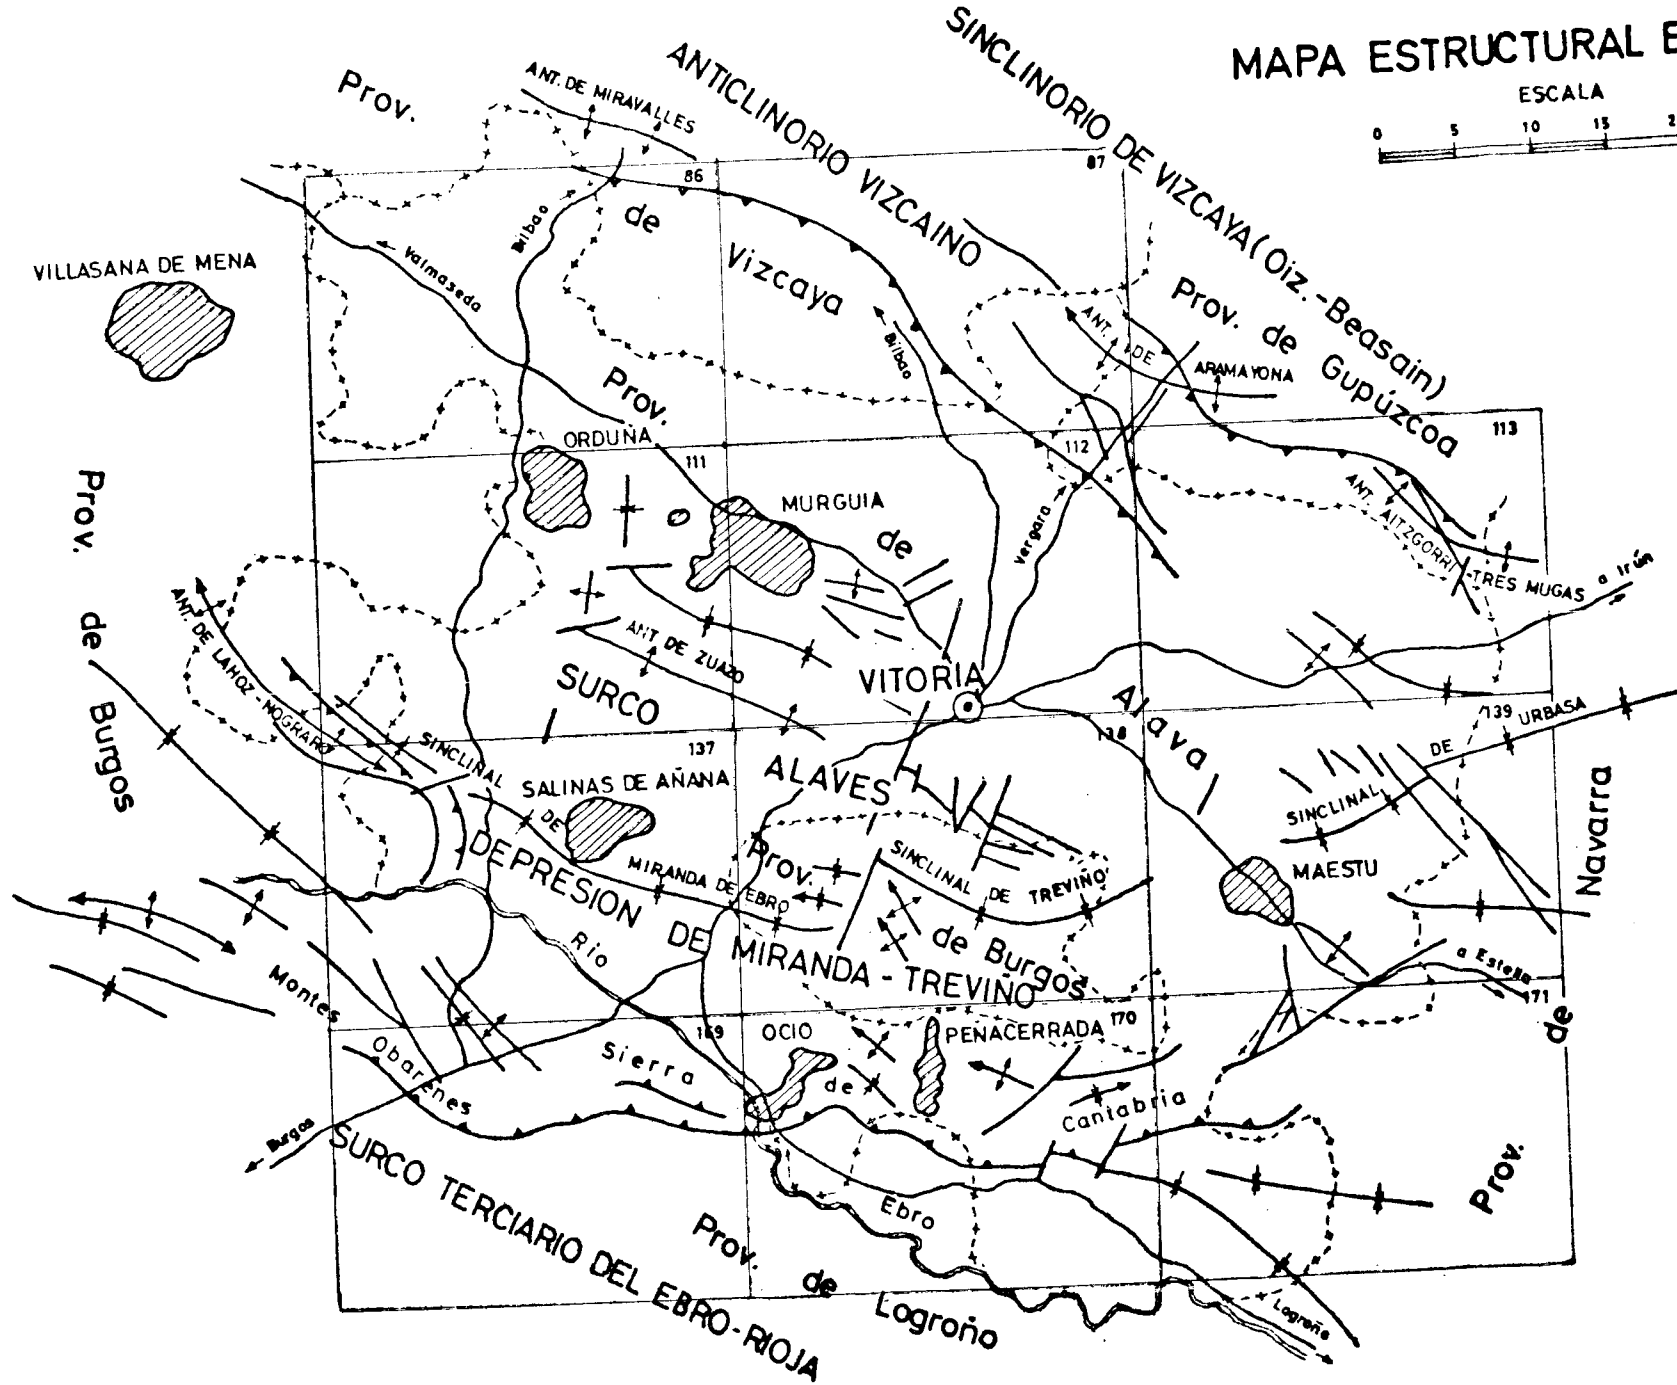 MAPA ESTRUCTURAL E
ESCALA
0 5 10 15 2
SINCLINORIO DE VIZCAYA (Oiz.-Beasain)
ANTICLINORIO VIZCAINO
ANT. DE MIRAVALLES
Prov.
de
Vizcaya
86
87
Bilbao
Valmaseda
VILLASANA DE MENA
Bilbao
Prov. de Gupúzcoa
ANT. DE ARAMAYONA
Prov.
ORDUÑA
111
112
113
MURGUIA
de
Vergara
ANT. AITZGORRI-TRES MUGAS
a Irún
Prov. de Burgos
ANT. DE LAHOZ-NOGRARO
ANT DE ZUAZO
SURCO
VITORIA
Alava
137
138
139
SINCLINAL DE URBASA
SINCLINAL DE MIRANDA DE EBRO
SALINAS DE AÑANA
ALAVES
Prov.
de Burgos
SINCLINAL DE TREVIÑO
MAESTU
Navarra
DEPRESION DE MIRANDA-TREVIÑO
Rio
Montes
Obarenes
a Estella
171
de
Prov.
169
OCIO
PEÑACERRADA
170
Sierra
de
Cantabria
Burgos
SURCO TERCIARIO DEL EBRO-RIOJA
Ebro
Prov. de Logroño
Logroño